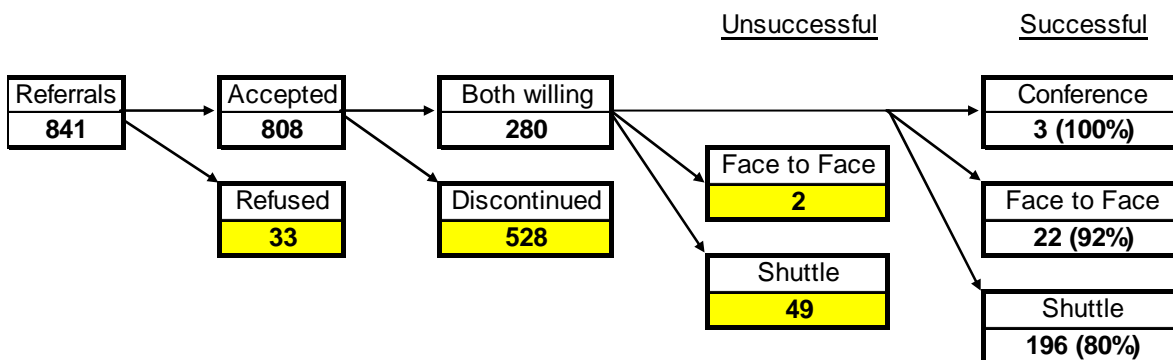 Unsuccessful
Successful
Referrals
841
Accepted
808
Both willing
280
Conference
3 (100%)
Refused
33
Discontinued
528
Face to Face
2
Face to Face
22 (92%)
Shuttle
49
Shuttle
196 (80%)